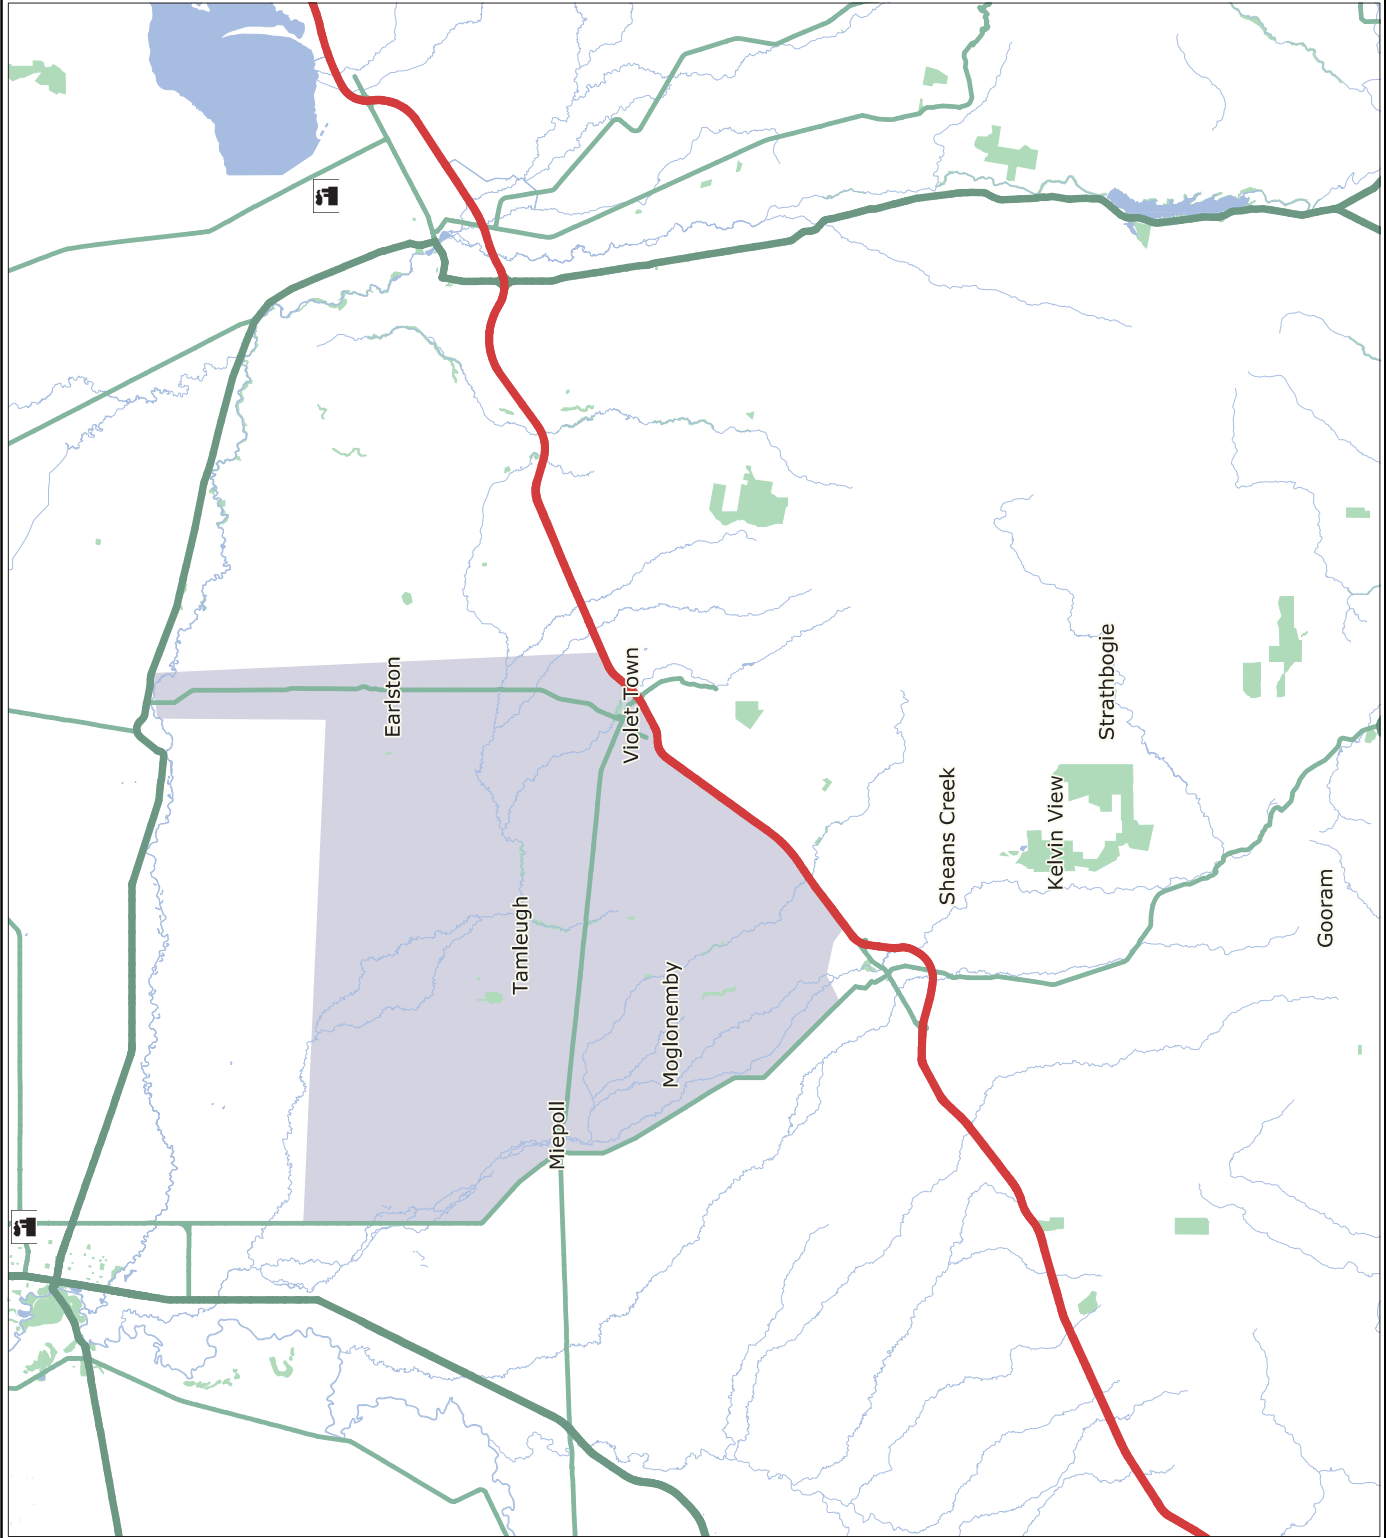 Earlston
Violet Town
Strathbogie
Kelvin View
Sheans Creek
Gooram
Tamleugh
Moglonemby
Miepoll